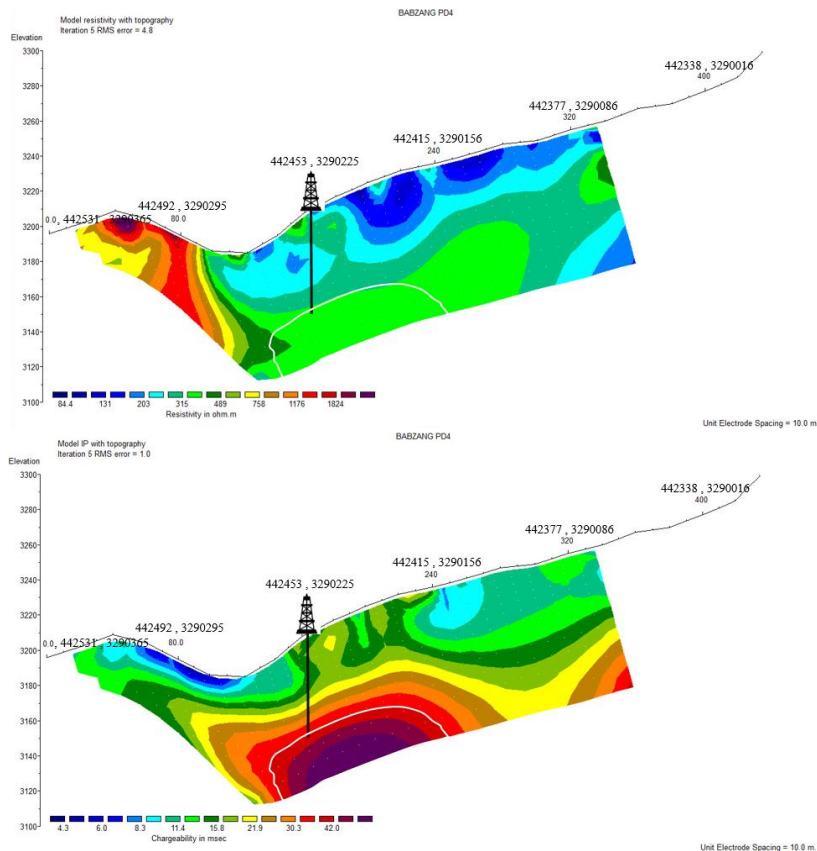 BABZANG PD4
Model resistivity with topography
Iteration 5 RMS error = 4.8
Elevation
3300
442338 , 3290016
400
3280
442377 , 3290086
320
3260
442415 , 3290156
240
3240
442453 , 3290225
3220
442492 , 3290295
80.0
0.0, 442531 , 3290365
3200
3180
3160
3140
3120
3100
84.4 131 203 315 489 758 1176 1824
Resistivity in ohm.m
Unit Electrode Spacing = 10.0 m
BABZANG PD4
Model IP with topography
Iteration 5 RMS error = 1.0
Elevation
3300
442338 , 3290016
400
3280
442377 , 3290086
320
3260
442415 , 3290156
240
3240
442453 , 3290225
3220
442492 , 3290295
80.0
0.0, 442531 , 3290365
3200
3180
3160
3140
3120
3100
4.3 6.0 8.3 11.4 15.8 21.9 30.3 42.0
Chargeability in msec
Unit Electrode Spacing = 10.0 m.